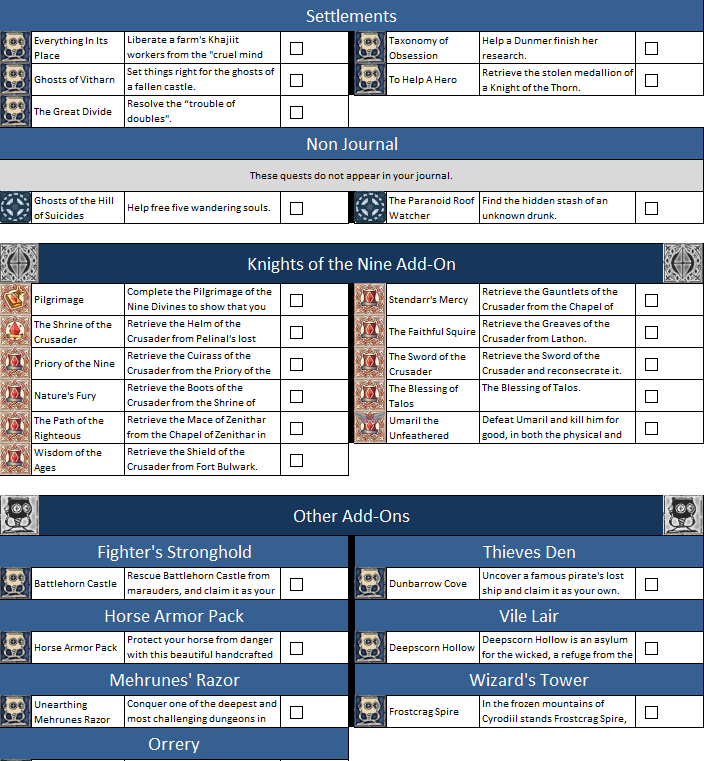 Settlements
Everything In Its
Place
Liberate a farm's Khajiit
workers from the "cruel mind
Taxonomy of
Obsession
Help a Dunmer finish her
research.
Ghosts of Vitharn
Set things right for the ghosts of
a fallen castle.
To Help A Hero
Retrieve the stolen medallion of
a Knight of the Thorn.
The Great Divide
Resolve the “trouble of
doubles".
Non Journal
These quests do not appear in your journal.
Ghosts of the Hill
of Suicides
Help free five wandering souls.
The Paranoid Roof
Watcher
Find the hidden stash of an
unknown drunk.
Knights of the Nine Add-On
Pilgrimage
Complete the Pilgrimage of the
Nine Divines to show that you
Stendarr's Mercy
Retrieve the Gauntlets of the
Crusader from the Chapel of
The Shrine of the
Crusader
Retrieve the Helm of the
Crusader from Pelinal's lost
The Faithful Squire
Retrieve the Greaves of the
Crusader from Lathon.
Priory of the Nine
Retrieve the Cuirass of the
Crusader from the Priory of the
The Sword of the
Crusader
Retrieve the Sword of the
Crusader and reconsecrate it.
Nature's Fury
Retrieve the Boots of the
Crusader from the Shrine of
The Blessing of
Talos
The Blessing of Talos.
The Path of the
Righteous
Retrieve the Mace of Zenithar
from the Chapel of Zenithar in
Umaril the
Unfeathered
Defeat Umaril and kill him for
good, in both the physical and
Wisdom of the
Ages
Retrieve the Shield of the
Crusader from Fort Bulwark.
Other Add-Ons
Fighter's Stronghold
Thieves Den
Battlehorn Castle
Rescue Battlehorn Castle from
marauders, and claim it as your
Dunbarrow Cove
Uncover a famous pirate's lost
ship and claim it as your own.
Horse Armor Pack
Vile Lair
Horse Armor Pack
Protect your horse from danger
with this beautiful handcrafted
Deepscorn Hollow
Deepscorn Hollow is an asylum
for the wicked, a refuge from the
Mehrunes' Razor
Wizard's Tower
Unearthing
Mehrunes Razor
Conquer one of the deepest and
most challenging dungeons in
Frostcrag Spire
In the frozen mountains of
Cyrodiil stands Frostcrag Spire,
Orrery